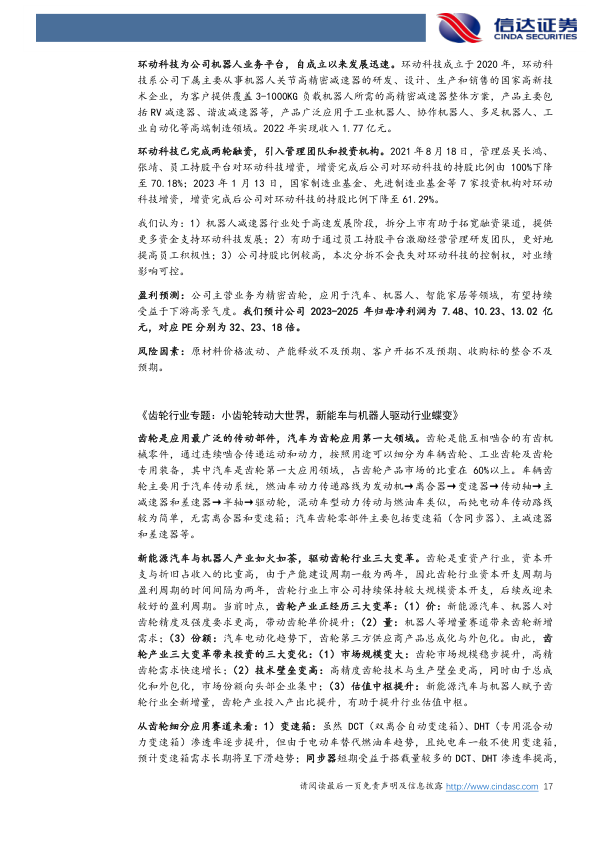 信达证券
CINDA SECURITIES
环动科技为公司机器人业务平台，自成立以来发展迅速。环动科技成立于 2020 年，环动科
技系公司下属主要从事机器人关节高精密减速器的研发、设计、生产和销售的国家高新技
术企业，为客户提供覆盖 3-1000KG 负载机器人所需的高精密减速器整体方案，产品主要包
括 RV 减速器、谐波减速器等，产品广泛应用于工业机器人、协作机器人、多足机器人、工
业自动化等高端制造领域。2022 年实现收入 1.77 亿元。
环动科技已完成两轮融资，引入管理团队和投资机构。2021 年 8 月 18 日，管理层吴长鸿、
张靖、员工持股平台对环动科技增资，增资完成后公司对环动科技的持股比例由 100%下降
至 70.18%；2023 年 1 月 13 日，国家制造业基金、先进制造业基金等 7 家投资机构对环动
科技增资，增资完成后公司对环动科技的持股比例下降至 61.29%。
我们认为：1）机器人减速器行业处于高速发展阶段，拆分上市有助于拓宽融资渠道，提供
更多资金支持环动科技发展；2）有助于通过员工持股平台激励经营管理研发团队，更好地
提高员工积极性；3）公司持股比例较高，本次分拆不会丧失对环动科技的控制权，对业绩
影响可控。
盈利预测：公司主营业务为精密齿轮，应用于汽车、机器人、智能家居等领域，有望持续
受益于下游高景气度。我们预计公司 2023-2025 年归母净利润为 7.48、10.23、13.02 亿
元，对应 PE 分别为 32、23、18 倍。
风险因素：原材料价格波动、产能释放不及预期、客户开拓不及预期、收购标的整合不及
预期。
《齿轮行业专题：小齿轮转动大世界，新能车与机器人驱动行业蝶变》
齿轮是应用最广泛的传动部件，汽车为齿轮应用第一大领域。齿轮是能互相啮合的有齿机
械零件，通过连续啮合传递运动和动力，按照用途可以细分为车辆齿轮、工业齿轮及齿轮
专用装备，其中汽车是齿轮第一大应用领域，占齿轮产品市场的比重在 60%以上。车辆齿
轮主要用于汽车传动系统，燃油车动力传递路线为发动机→离合器→变速器→传动轴→主
减速器和差速器→半轴→驱动轮，混动车型动力传动与燃油车类似，而纯电动车传动路线
较为简单，无需离合器和变速箱；汽车齿轮零部件主要包括变速箱（含同步器）、主减速器
和差速器等。
新能源汽车与机器人产业如火如荼，驱动齿轮行业三大变革。齿轮是重资产行业，资本开
支与折旧占收入的比重高，由于产能建设周期一般为两年，因此齿轮行业资本开支周期与
盈利周期的时间间隔为两年，齿轮行业上市公司持续保持较大规模资本开支，后续或迎来
较好的盈利周期。当前时点，齿轮产业正经历三大变革：（1）价：新能源汽车、机器人对
齿轮精度及强度要求更高，带动齿轮单价提升；（2）量：机器人等增量赛道带来齿轮新增
需求；（3）份额：汽车电动化趋势下，齿轮第三方供应商产品总成化与外包化。由此，齿
轮产业三大变革带来投资的三大变化：（1）市场规模变大：齿轮市场规模稳步提升，高精
齿轮需求快速增长；（2）技术壁垒变高：高精度齿轮技术与生产壁垒更高，同时由于总成
化和外包化，市场份额向头部企业集中；（3）估值中枢提升：新能源汽车与机器人赋予齿
轮行业全新增量，齿轮产业投入产出比提升，有助于提升行业估值中枢。
从齿轮细分应用赛道来看：1）变速箱：虽然 DCT（双离合自动变速箱）、DHT（专用混合动
力变速箱）渗透率逐步提升，但由于电动车替代燃油车趋势，且纯电车一般不使用变速箱，
预计变速箱需求长期将呈下滑趋势；同步器短期受益于搭载量较多的 DCT、DHT 渗透率提高，
请阅读最后一页免责声明及信息披露 http://www.cindasc.com 17